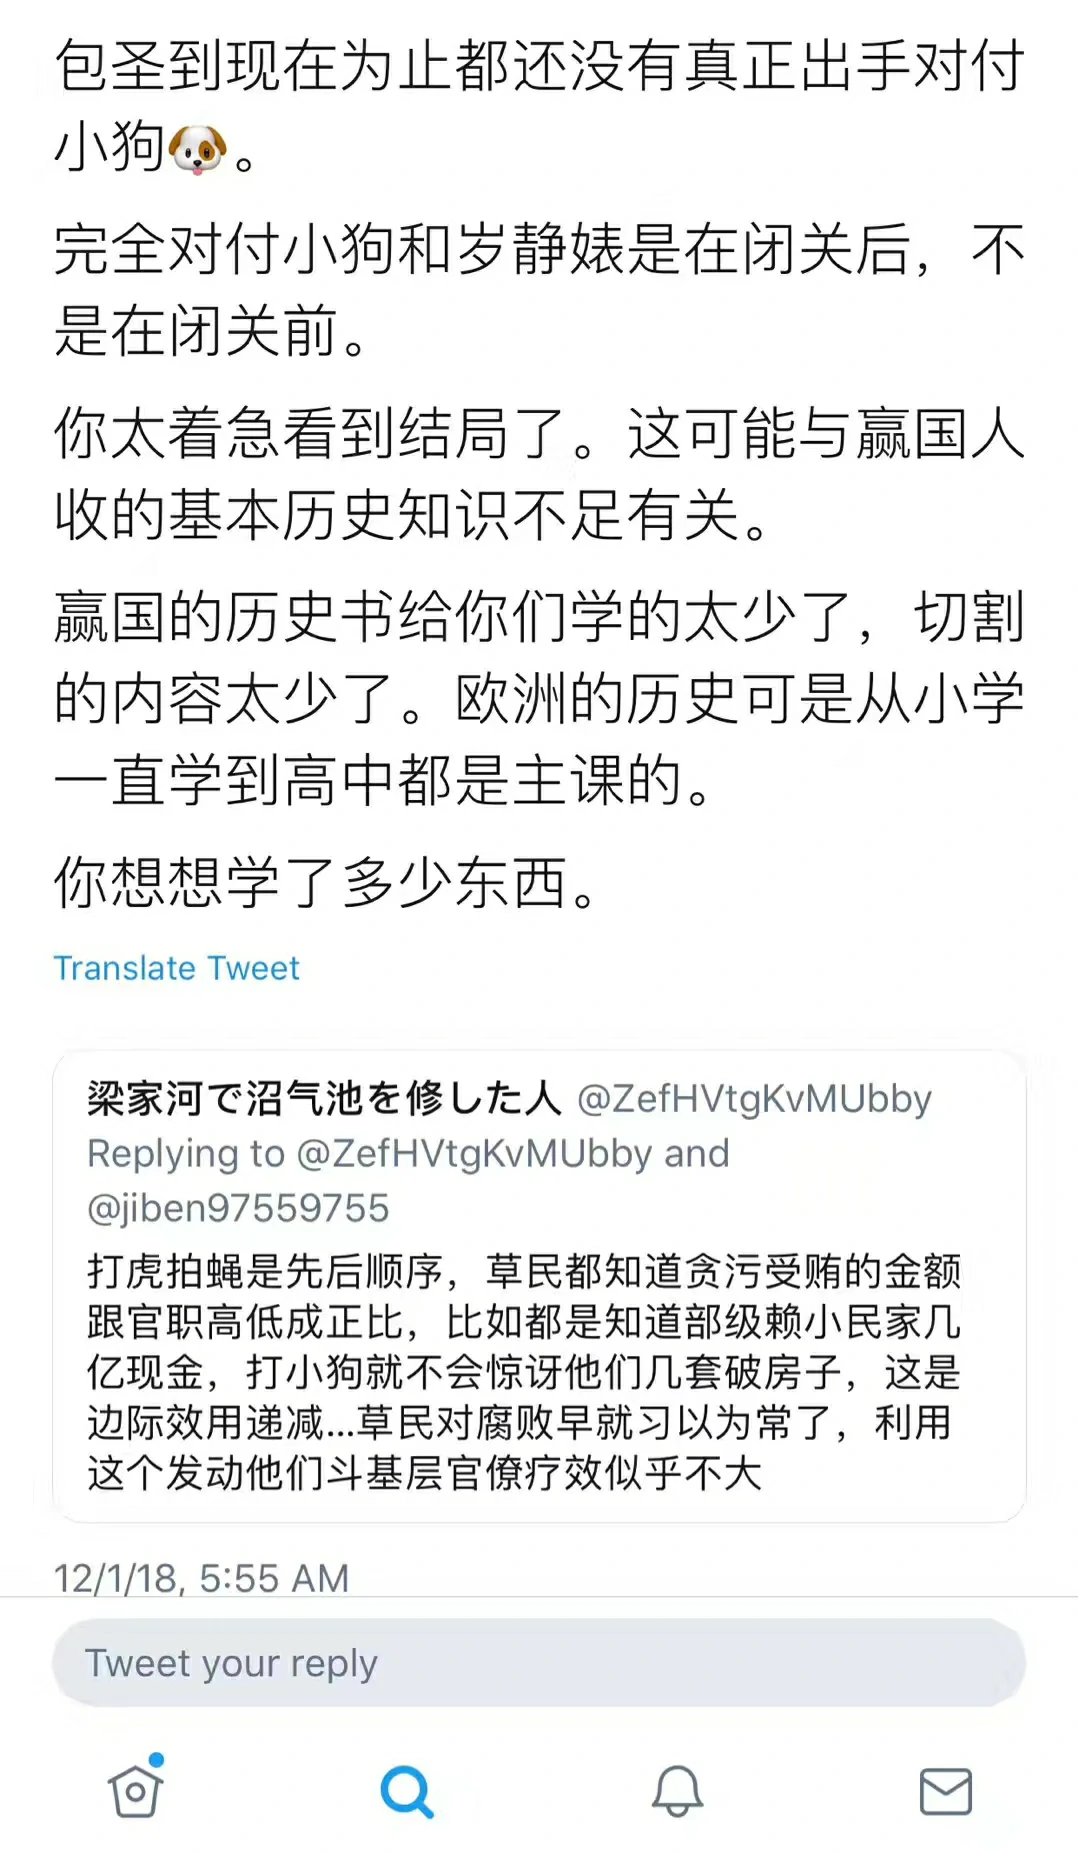 包圣到现在为止都还没有真正出手对付
小狗🐶。
完全对付小狗和岁静婊是在闭关后，不
是在闭关前。
你太着急看到结局了。这可能与赢国人
收的基本历史知识不足有关。
赢国的历史书给你们学的太少了，切割
的内容太少了。欧洲的历史可是从小学
一直学到高中都是主课的。
你想想学了多少东西。
Translate Tweet
梁家河で沼气池を修した人 @ZefHVtgKvMUbby
Replying to @ZefHVtgKvMUbby and
@jiben97559755
打虎拍蝇是先后顺序，草民都知道贪污受贿的金额
跟官职高低成正比，比如都是知道部级赖小民家几
亿现金，打小狗就不会惊讶他们几套破房子，这是
边际效用递减...草民对腐败早就习以为常了，利用
这个发动他们斗基层官僚疗效似乎不大
12/1/18, 5:55 AM
Tweet your reply